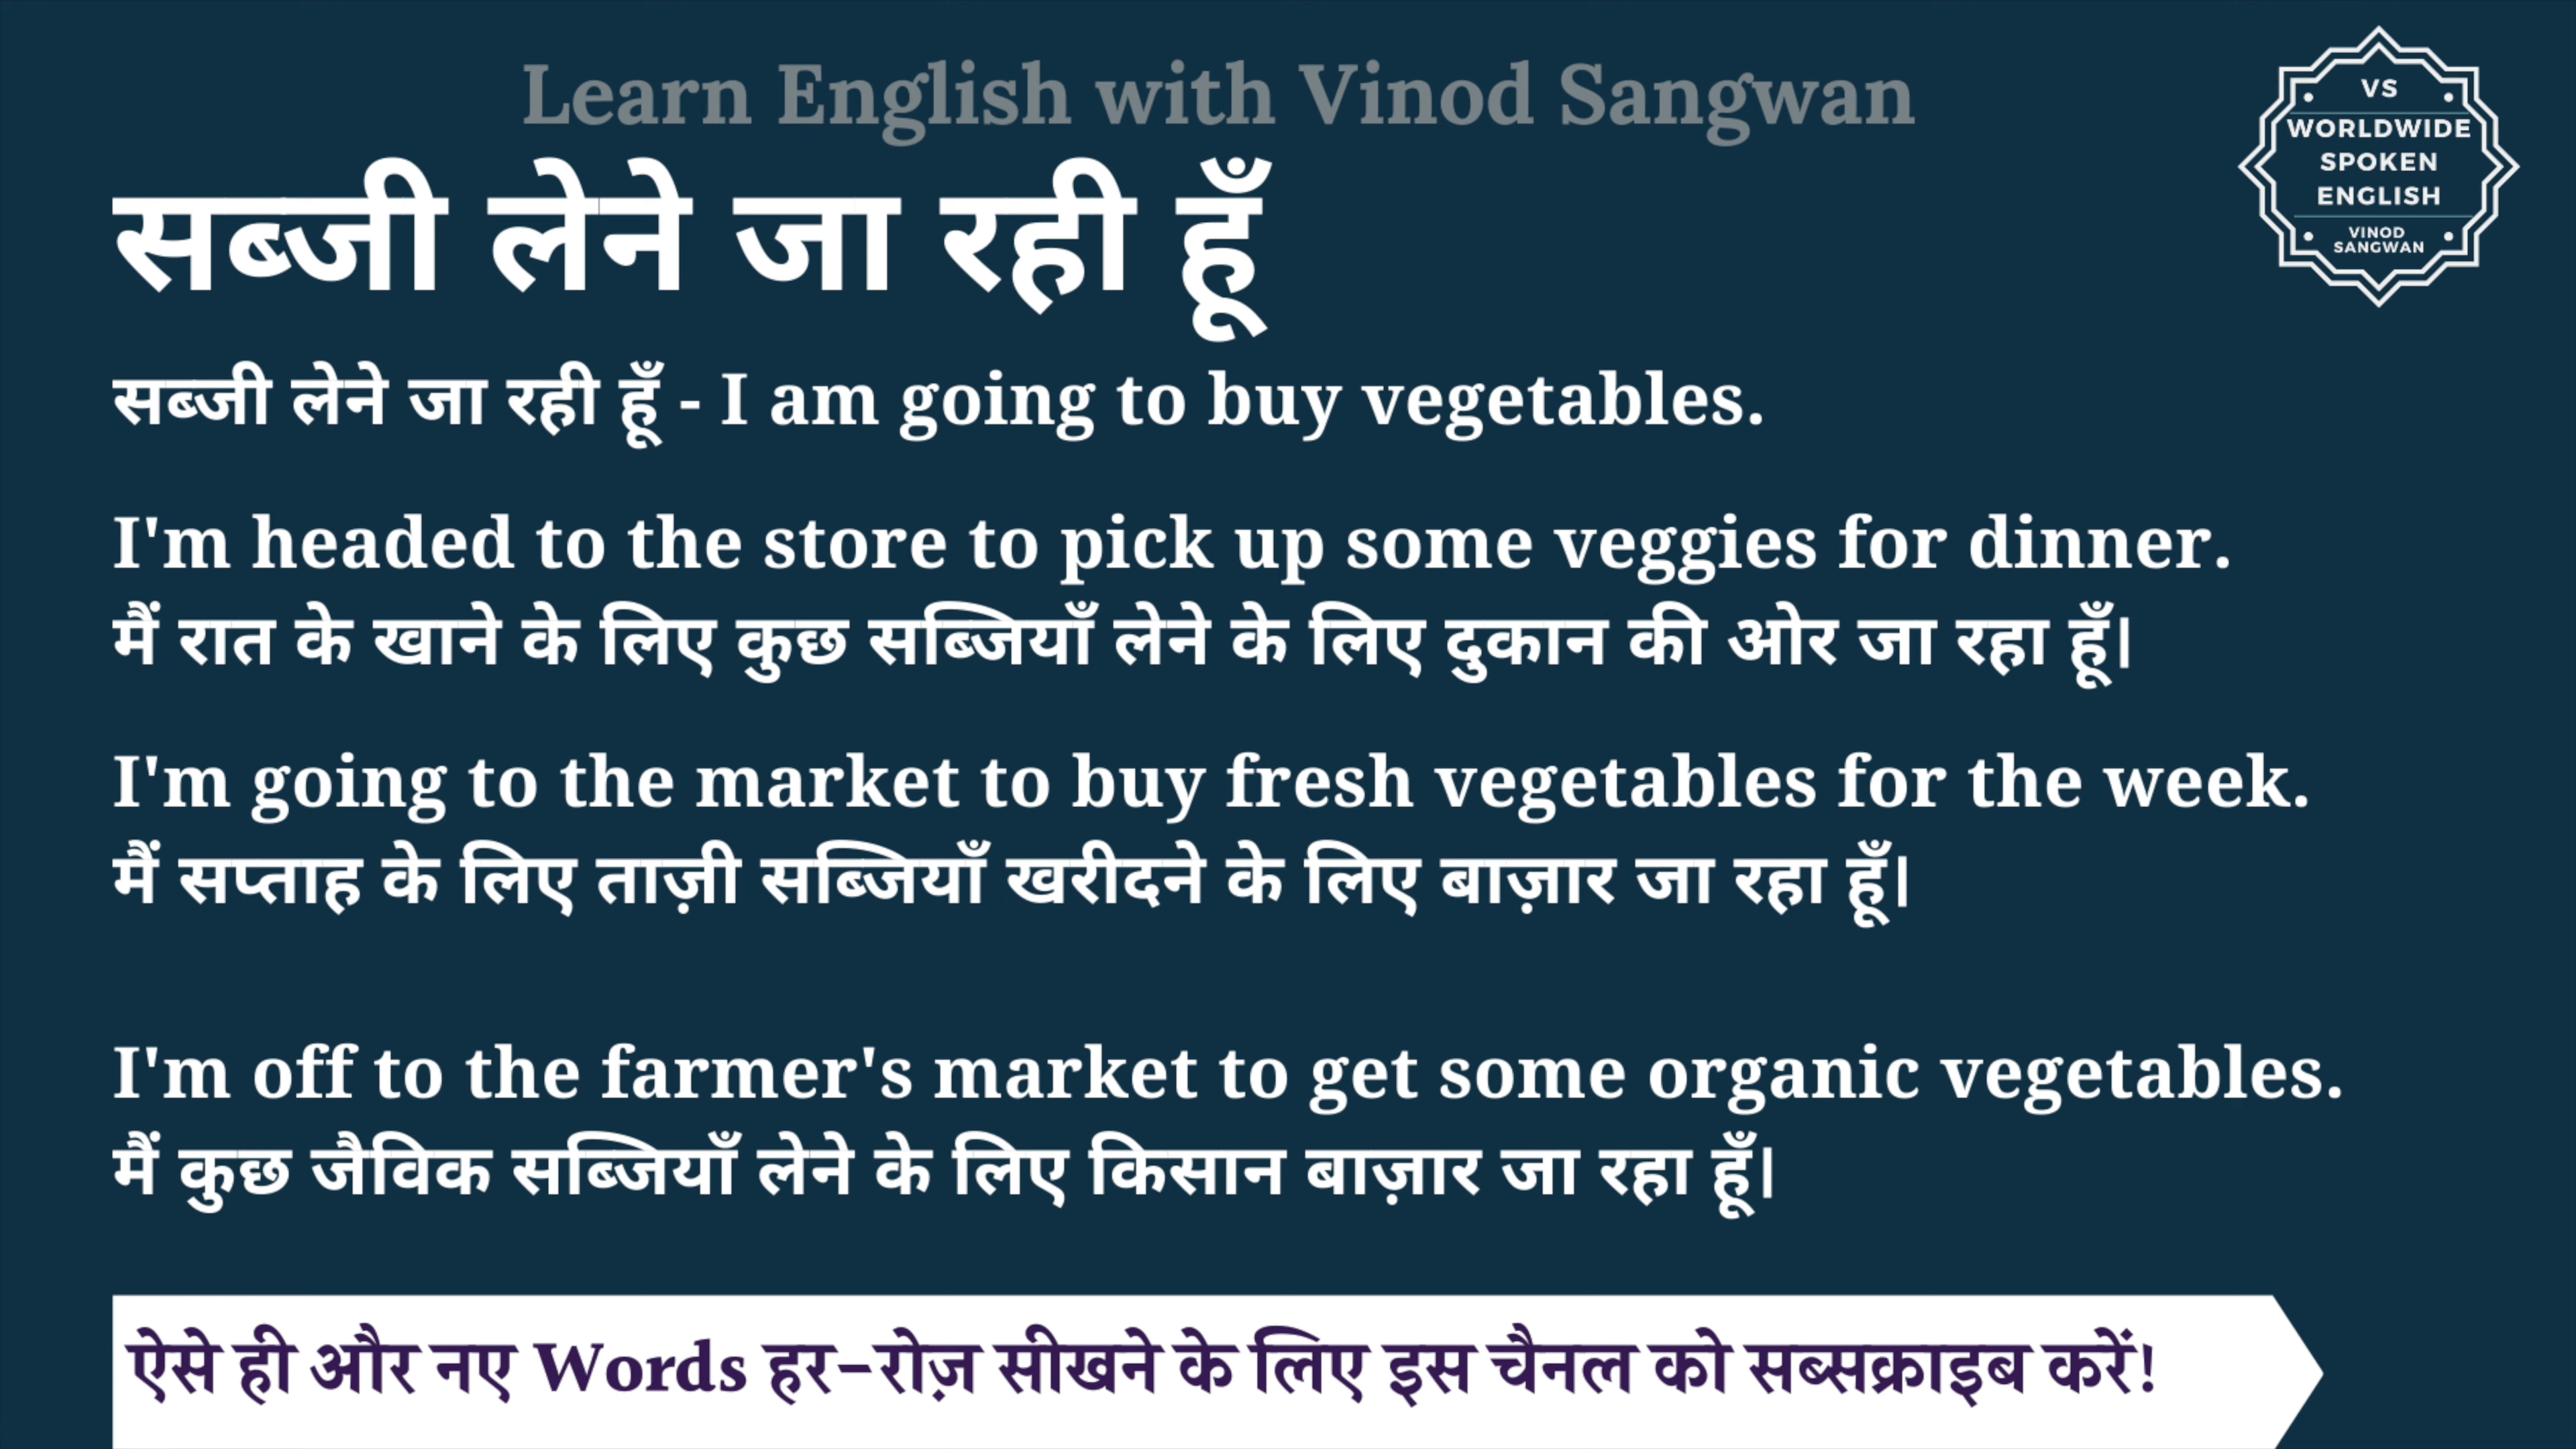 Learn English with Vinod Sangwan
VS
WORLDWIDE
SPOKEN
ENGLISH
VINOD
SANGWAN
सब्जी लेने जा रही हूँ
सब्जी लेने जा रही हूँ - I am going to buy vegetables.
I'm headed to the store to pick up some veggies for dinner.
मैं रात के खाने के लिए कुछ सब्जियाँ लेने के लिए दुकान की ओर जा रहा हूँ।
I'm going to the market to buy fresh vegetables for the week.
मैं सप्ताह के लिए ताज़ी सब्जियाँ खरीदने के लिए बाज़ार जा रहा हूँ।
I'm off to the farmer's market to get some organic vegetables.
मैं कुछ जैविक सब्जियाँ लेने के लिए किसान बाज़ार जा रहा हूँ।
ऐसे ही और नए Words हर–रोज़ सीखने के लिए इस चैनल को सब्सक्राइब करें!